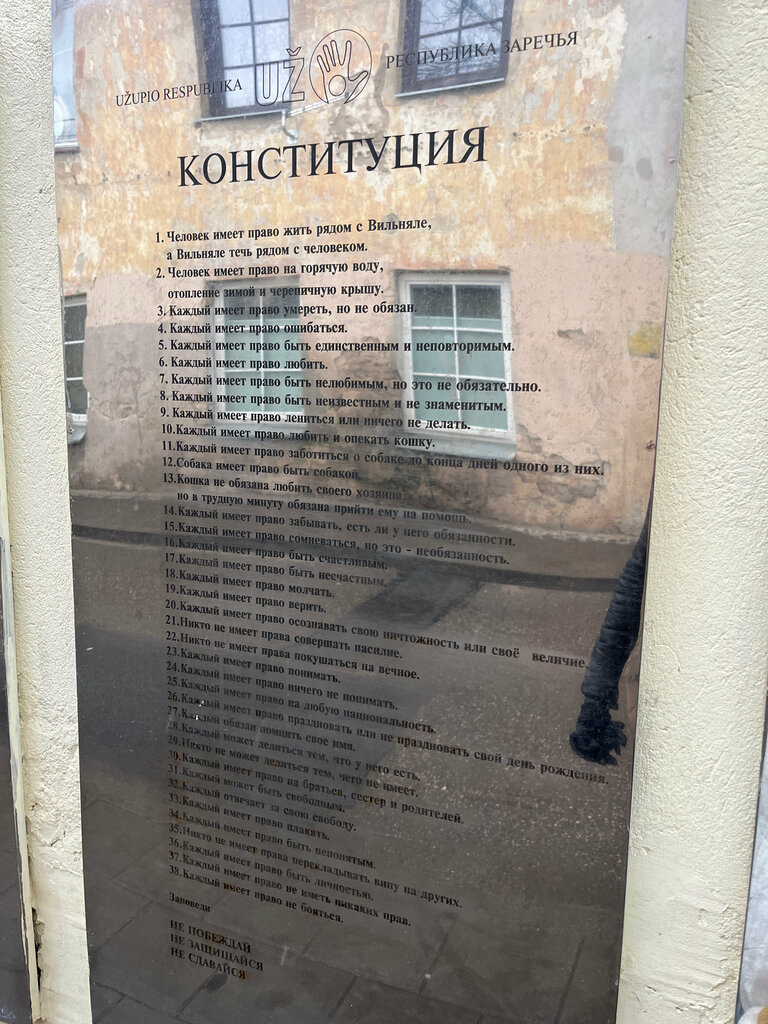 UŽUPIO RESPUBLIKA UŽ РЕСПУБЛИКА ЗАРЕЧЬЯ
КОНСТИТУЦИЯ
1. Человек имеет право жить рядом с Вильняле,
а Вильняле течь рядом с человеком.
2. Человек имеет право на горячую воду,
отопление зимой и черепичную крышу.
3. Каждый имеет право умереть, но не обязан.
4. Каждый имеет право ошибаться.
5. Каждый имеет право быть единственным и неповторимым.
6. Каждый имеет право любить.
7. Каждый имеет право быть нелюбимым, но это не обязательно.
8. Каждый имеет право быть неизвестным и не знаменитым.
9. Каждый имеет право лениться или ничего не делать.
10.Каждый имеет право любить и опекать кошку.
11.Каждый имеет право заботиться о собаке до конца дней одного из них.
12.Собака имеет право быть собакой.
13.Кошка не обязана любить своего хозяина,
но в трудную минуту обязана прийти ему на помощь.
14.Каждый имеет право забывать, есть ли у него обязанности.
15.Каждый имеет право сомневаться, но это - необязанность.
16.Каждый имеет право быть счастливым.
17.Каждый имеет право быть несчастным.
18.Каждый имеет право молчать.
19.Каждый имеет право верить.
20.Каждый имеет право осознавать свою ничтожность или своё величие.
21.Никто не имеет права совершать насилие.
22.Никто не имеет права покушаться на вечное.
23.Каждый имеет право понимать.
24.Каждый имеет право ничего не понимать.
25.Каждый имеет право на любую национальность.
26.Каждый имеет право праздновать или не праздновать свой день рождения.
27.Каждый обязан помнить свое имя.
28.Каждый может делиться тем, что у него есть.
29.Никто не может делиться тем, чего не имеет.
30.Каждый имеет право на братьев, сестер и родителей.
31.Каждый может быть свободным.
32.Каждый отвечает за свою свободу.
33.Каждый имеет право плакать.
34.Каждый имеет право быть непонятым.
35.Никто не имеет права перекладывать вину на других.
36.Каждый имеет право быть личностью.
37.Каждый имеет право не иметь никаких прав.
38.Каждый имеет право не бояться.
Заповеди
НЕ ПОБЕЖДАЙ
НЕ ЗАЩИЩАЙСЯ
НЕ СДАВАЙСЯ